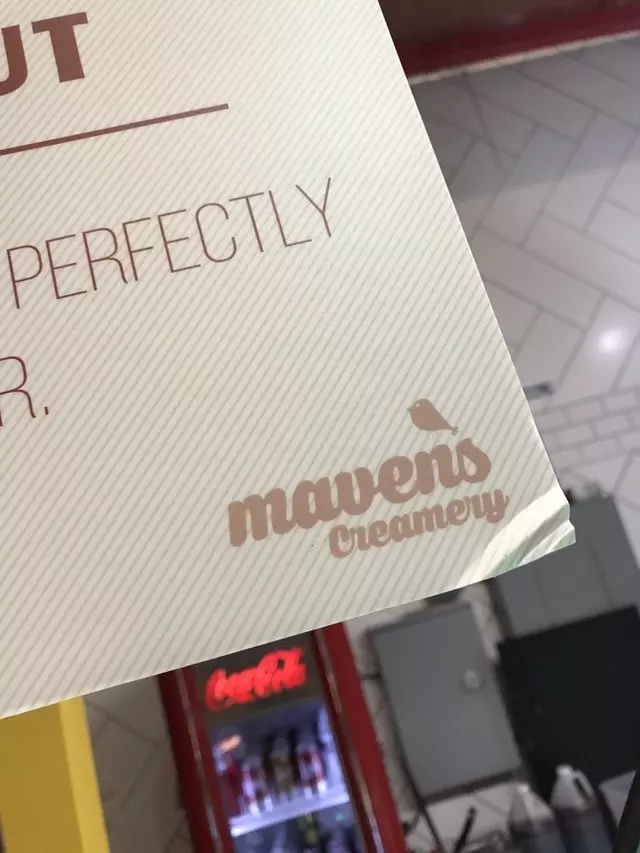 UT
PERFECTLY
R.
mavens
Creamery
Coca-Cola